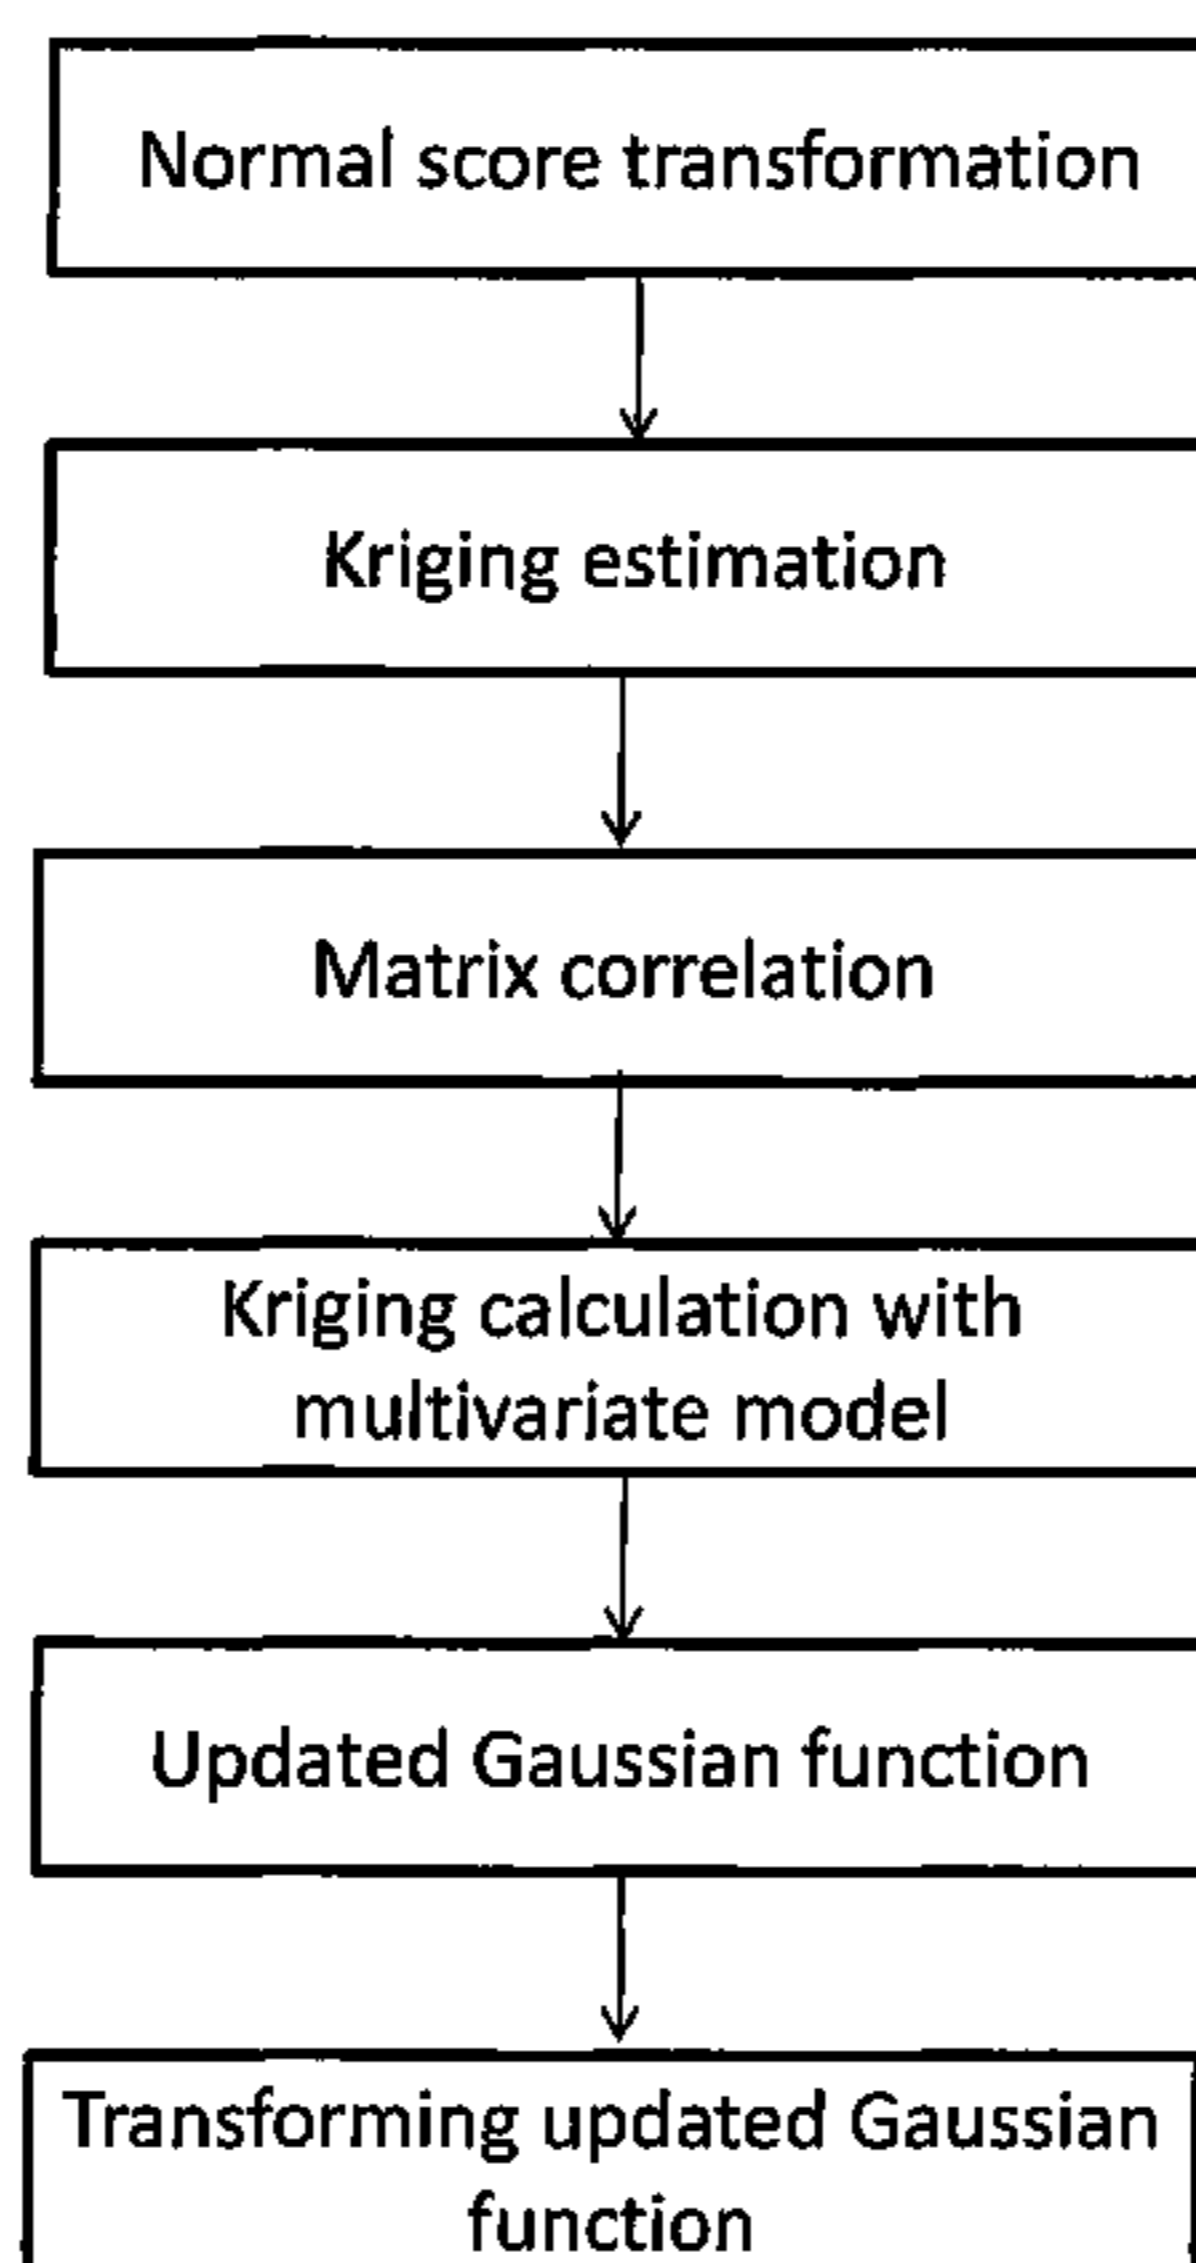 Normal score transformation
Kriging estimation
Matrix correlation
Kriging calculation with
multivariate model
Updated Gaussian function
Transforming updated Gaussian
function